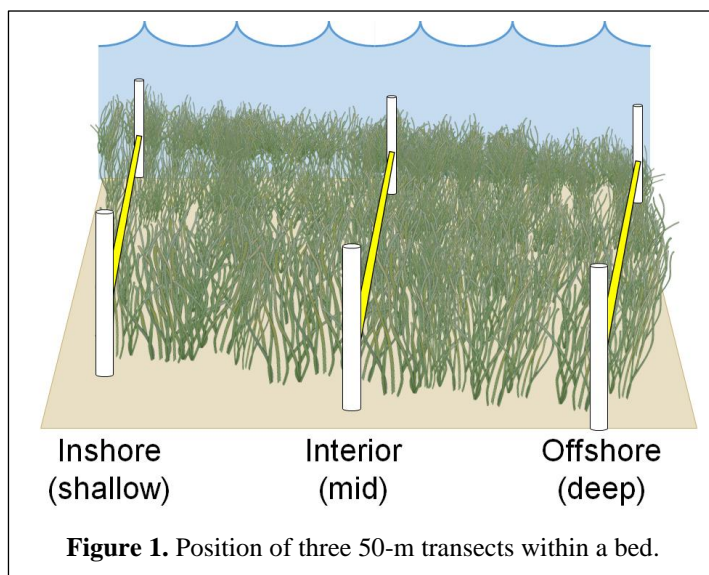 Inshore
(shallow)
Interior
(mid)
Offshore
(deep)
Figure 1. Position of three 50-m transects within a bed.